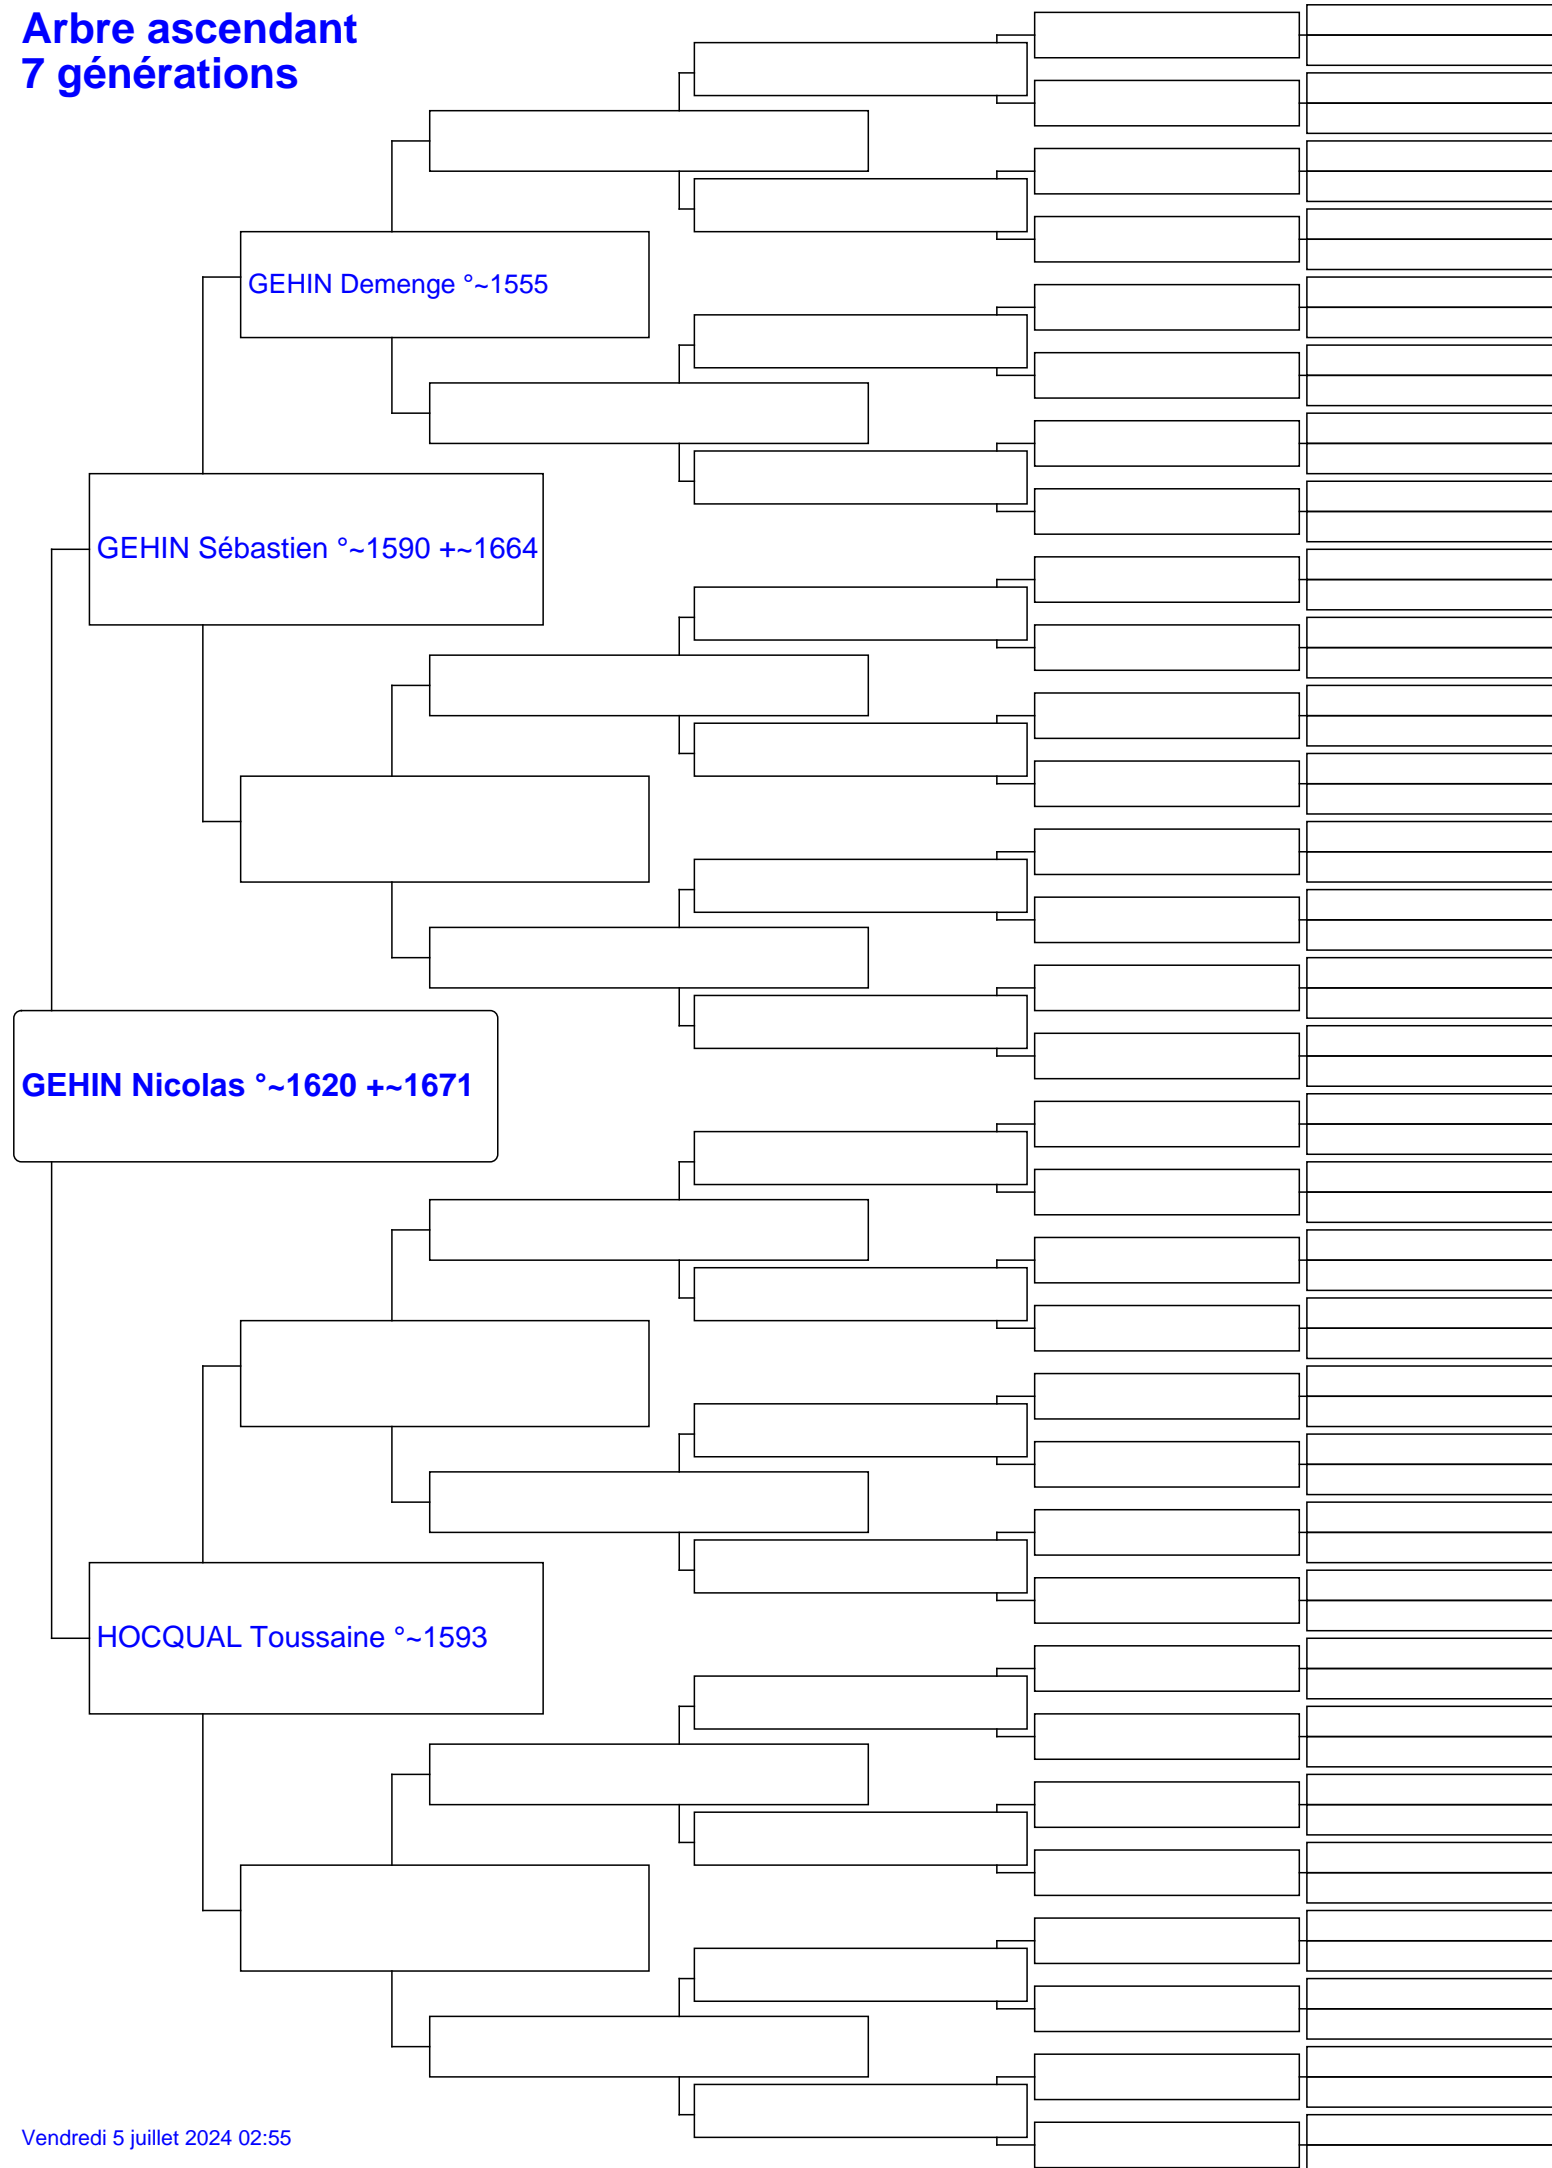 Arbre ascendant
7 générations
GEHIN Demenge °~1555
GEHIN Sébastien °~1590 +~1664
GEHIN Nicolas °~1620 +~1671
HOCQUAL Toussaine °~1593
Vendredi 5 juillet 2024 02:55